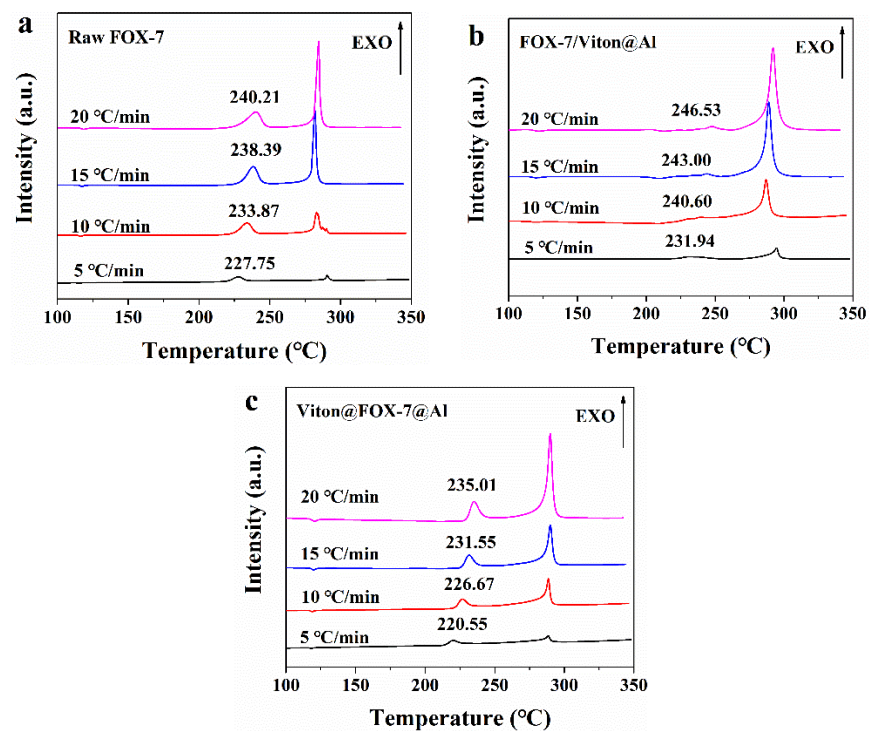 a
Raw FOX-7
EXO
20 °C/min
240.21
15 °C/min
238.39
10 °C/min
233.87
5 °C/min
227.75
100 150 200 250 300 350
Temperature (°C)
Intensity (a.u.)
b
FOX-7/Viton@Al
EXO
20 °C/min
246.53
15 °C/min
243.00
10 °C/min
240.60
5 °C/min
231.94
100 150 200 250 300 350
Temperature (°C)
Intensity (a.u.)
c
Viton@FOX-7@Al
EXO
20 °C/min
235.01
15 °C/min
231.55
10 °C/min
226.67
5 °C/min
220.55
100 150 200 250 300 350
Temperature (°C)
Intensity (a.u.)